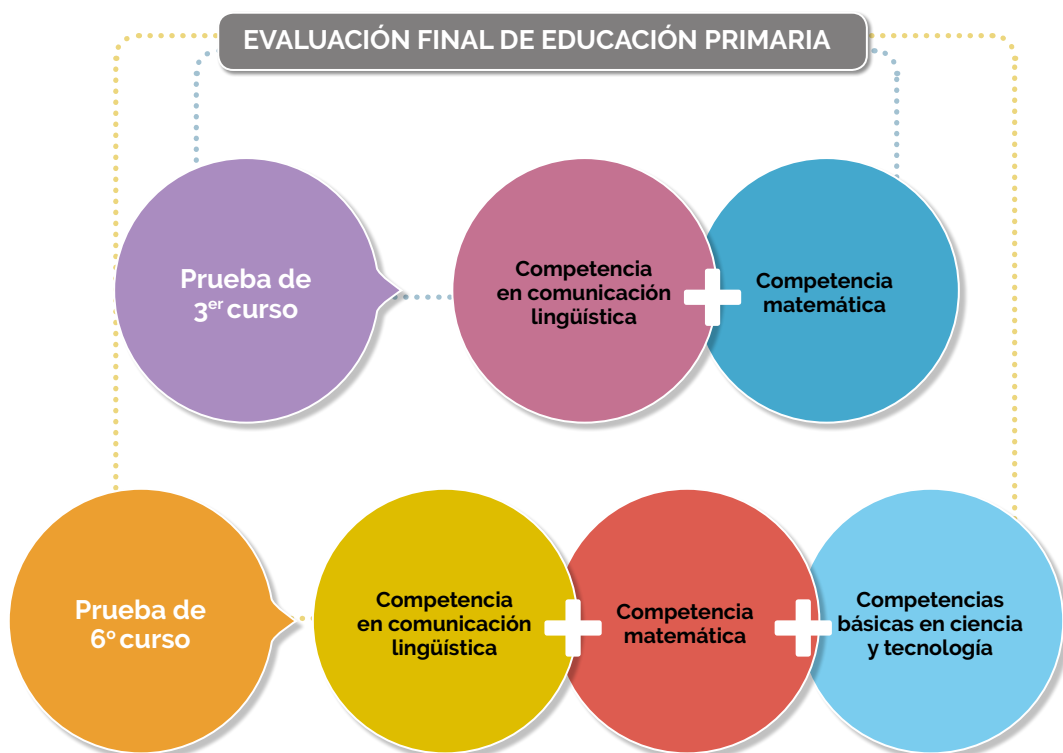 EVALUACIÓN FINAL DE EDUCACIÓN PRIMARIA
Prueba de
3er curso
Competencia
en comunicación
lingüística
Competencia
matemática
Prueba de
6º curso
Competencia
en comunicación
lingüística
Competencia
matemática
Competencias
básicas en ciencia
y tecnología